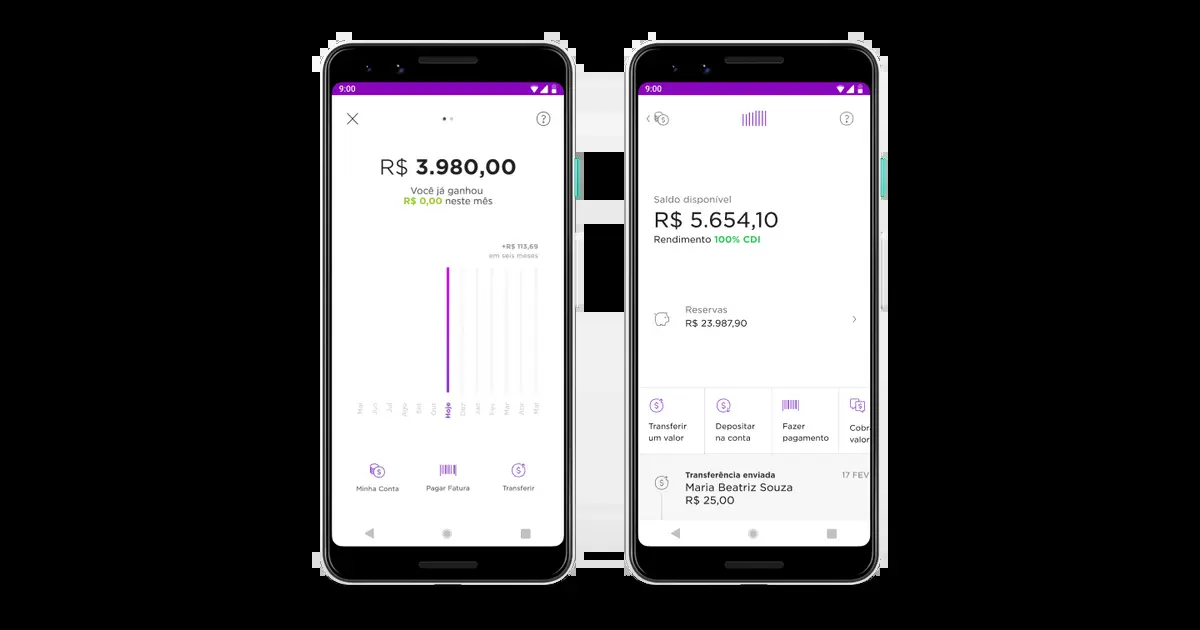 9:00
R$ 3.980,00
Você já ganhou
R$ 0,00 neste mês
+R$ 113,69
em seis meses
Mai Jun Jul Ago Set Out Hoje Dez Jan Fev Mar Abr Mai
Minha Conta
Pagar Fatura
Transferir
9:00
Saldo disponível
R$ 5.654,10
Rendimento 100% CDI
Reservas
R$ 23.987,90
Transferir
um valor
Depositar
na conta
Fazer
pagamento
Cobr
valor
Transferência enviada
17 FEV
Maria Beatriz Souza
R$ 25,00